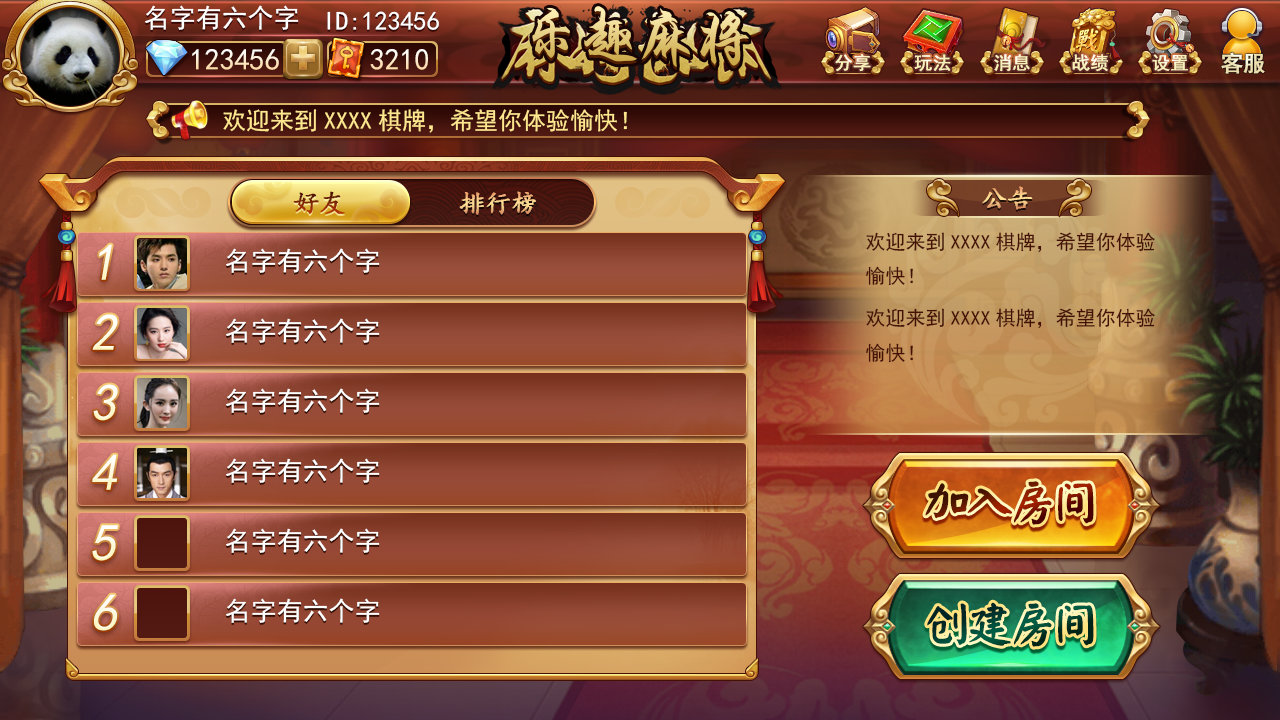 名字有六个字 ID:123456
123456 3210
趣麻将
分享 玩法 消息 战绩 设置 客服
戰
欢迎来到 XXXX 棋牌，希望你体验愉快！
好友 排行榜
1 名字有六个字
2 名字有六个字
3 名字有六个字
4 名字有六个字
5 名字有六个字
6 名字有六个字
公告
欢迎来到 XXXX 棋牌，希望你体验
愉快！
欢迎来到 XXXX 棋牌，希望你体验
愉快！
加入房间
创建房间